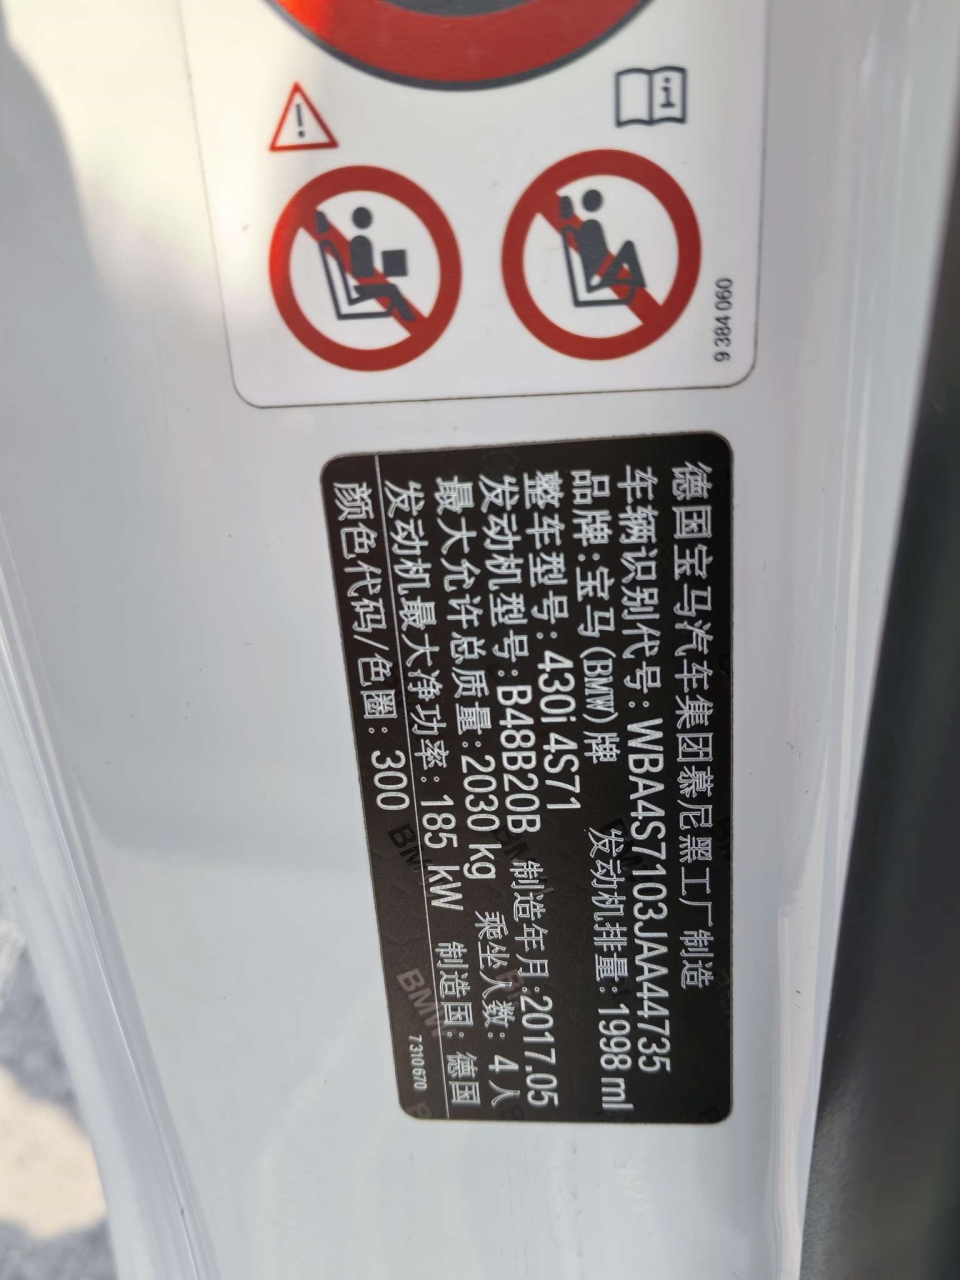 9 384 060
德国宝马汽车集团慕尼黑工厂制造
车辆识别代号：WBA4S7103JAA44735
品牌：宝马(BMW)牌 发动机排量：1998 ml
整车型号：430i 4S71
发动机型号：B48B20B 制造年月：2017.05
最大允许总质量：2030 kg 乘坐人数：4 人
发动机最大净功率：185 kW 制造国：德国
颜色代码/色圈：300
7 310 670